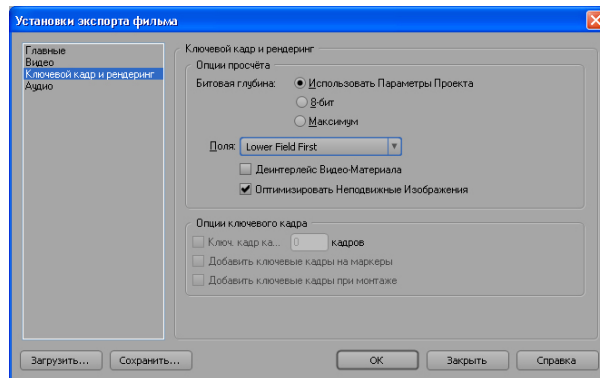 Установки экспорта фильма
Главные
Видео
Ключевой кадр и рендеринг
Аудио
Ключевой кадр и рендеринг
Опции просчёта
Битовая глубина:
Использовать Параметры Проекта
8-бит
Максимум
Поля: Lower Field First
Деинтерлейс Видео-Материала
Оптимизировать Неподвижные Изображения
Опции ключевого кадра
Ключ. кадр ка... 0 кадров
Добавить ключевые кадры на маркеры
Добавить ключевые кадры при монтаже
Загрузить... Сохранить... OK Закрыть Справка